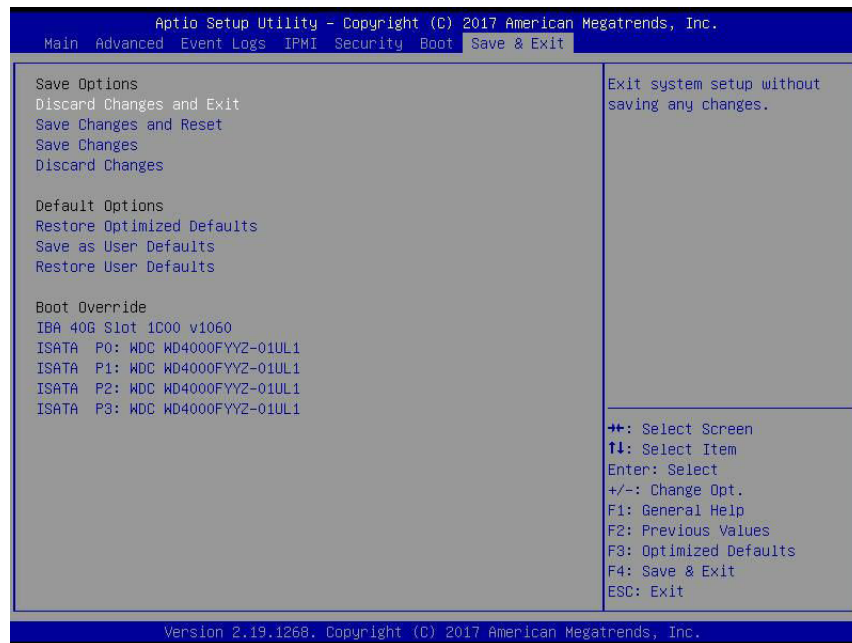 Aptio Setup Utility – Copyright (C) 2017 American Megatrends, Inc.
Main Advanced Event Logs IPMI Security Boot Save & Exit
Save Options
Discard Changes and Exit
Save Changes and Reset
Save Changes
Discard Changes
Default Options
Restore Optimized Defaults
Save as User Defaults
Restore User Defaults
Boot Override
IBA 40G Slot 1C00 v1060
ISATA P0: WDC WD4000FYYZ-01UL1
ISATA P1: WDC WD4000FYYZ-01UL1
ISATA P2: WDC WD4000FYYZ-01UL1
ISATA P3: WDC WD4000FYYZ-01UL1
Exit system setup without
saving any changes.
→←: Select Screen
↑↓: Select Item
Enter: Select
+/-: Change Opt.
F1: General Help
F2: Previous Values
F3: Optimized Defaults
F4: Save & Exit
ESC: Exit
Version 2.19.1268. Copyright (C) 2017 American Megatrends, Inc.